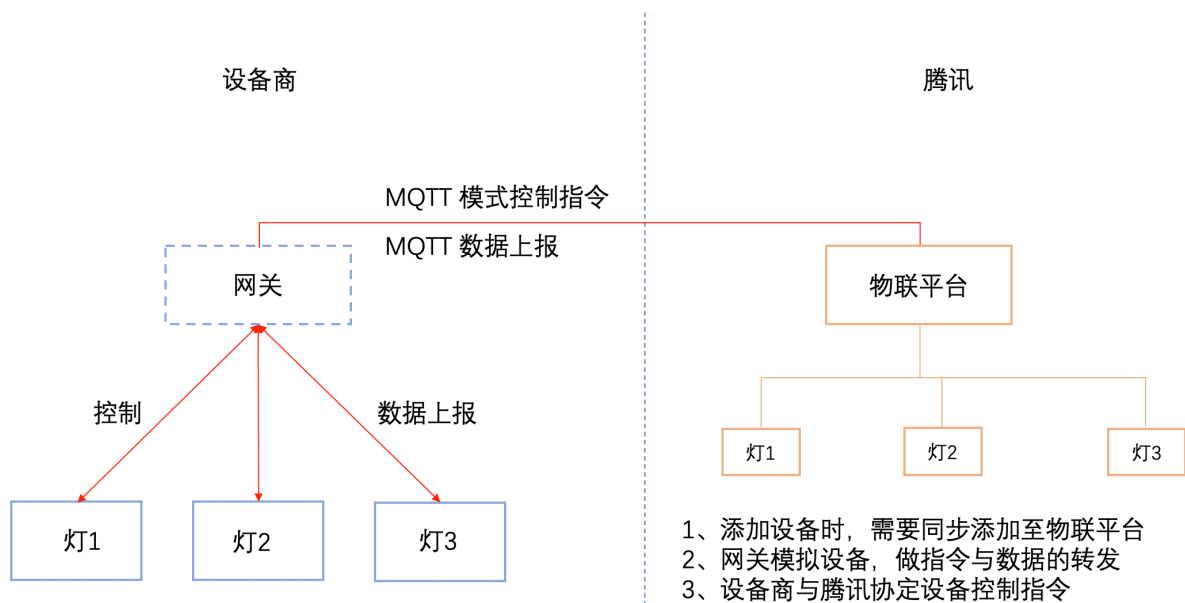 设备商
腾讯
MQTT 模式控制指令
MQTT 数据上报
网关
物联平台
控制
数据上报
灯1
灯2
灯3
灯1
灯2
灯3
1、添加设备时，需要同步添加至物联平台
2、网关模拟设备，做指令与数据的转发
3、设备商与腾讯协定设备控制指令